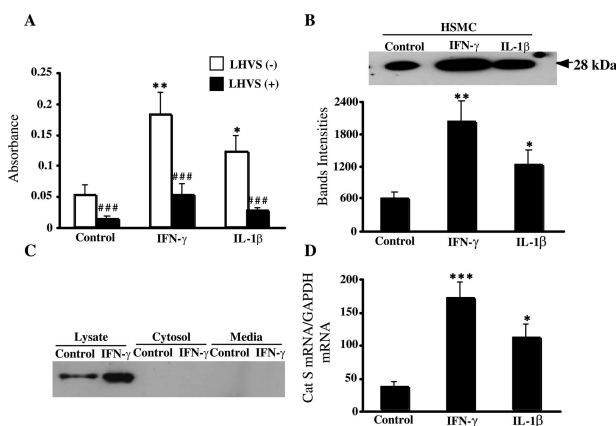 A
LHVS (-)
LHVS (+)
Absorbance
0.25
0.2
0.15
0.1
0.05
0
**
*
###
###
###
Control
IFN-γ
IL-1β
B
HSMC
Control
IFN-γ
IL-1β
28 kDa
Bands Intensities
2400
1800
1200
600
0
**
*
Control
IFN-γ
IL-1β
C
Lysate
Cytosol
Media
Control IFN-γ
Control IFN-γ
Control IFN-γ
D
Cat S mRNA/GAPDH
mRNA
200
150
100
50
0
***
*
Control
IFN-γ
IL-1β